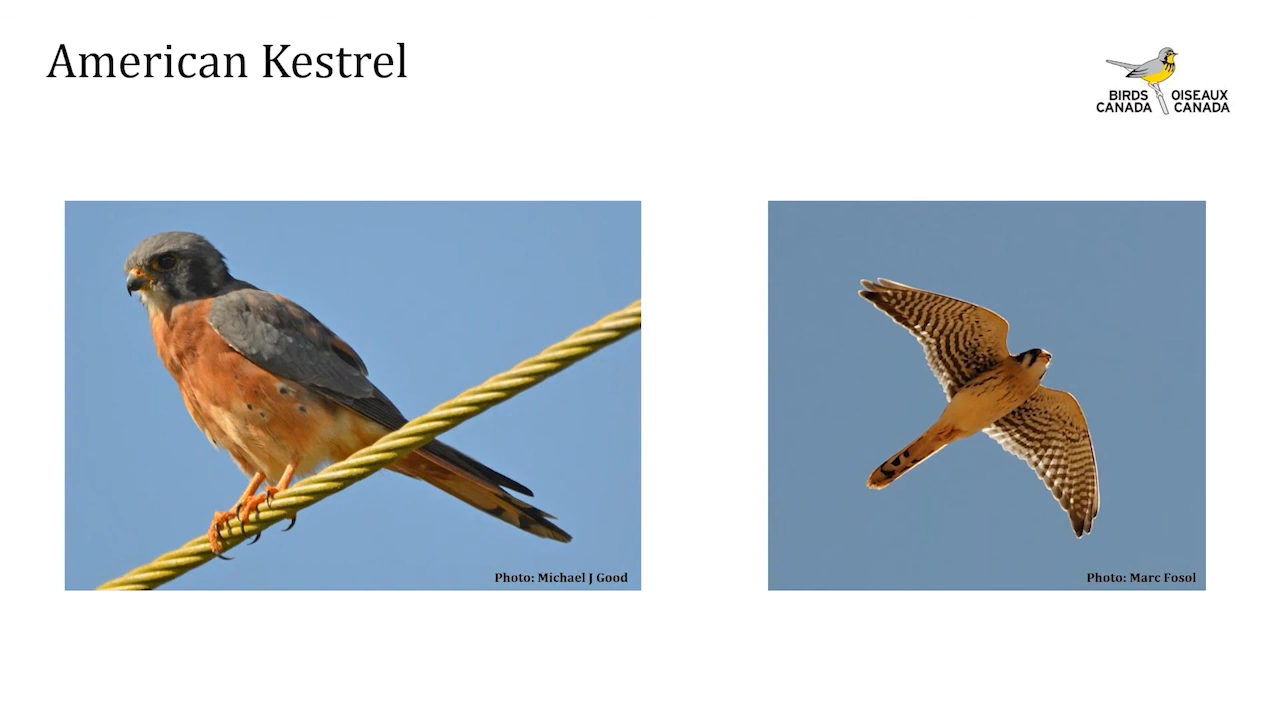 American Kestrel
BIRDS OISEAUX
CANADA CANADA
Photo: Michael J Good
Photo: Marc Fosol